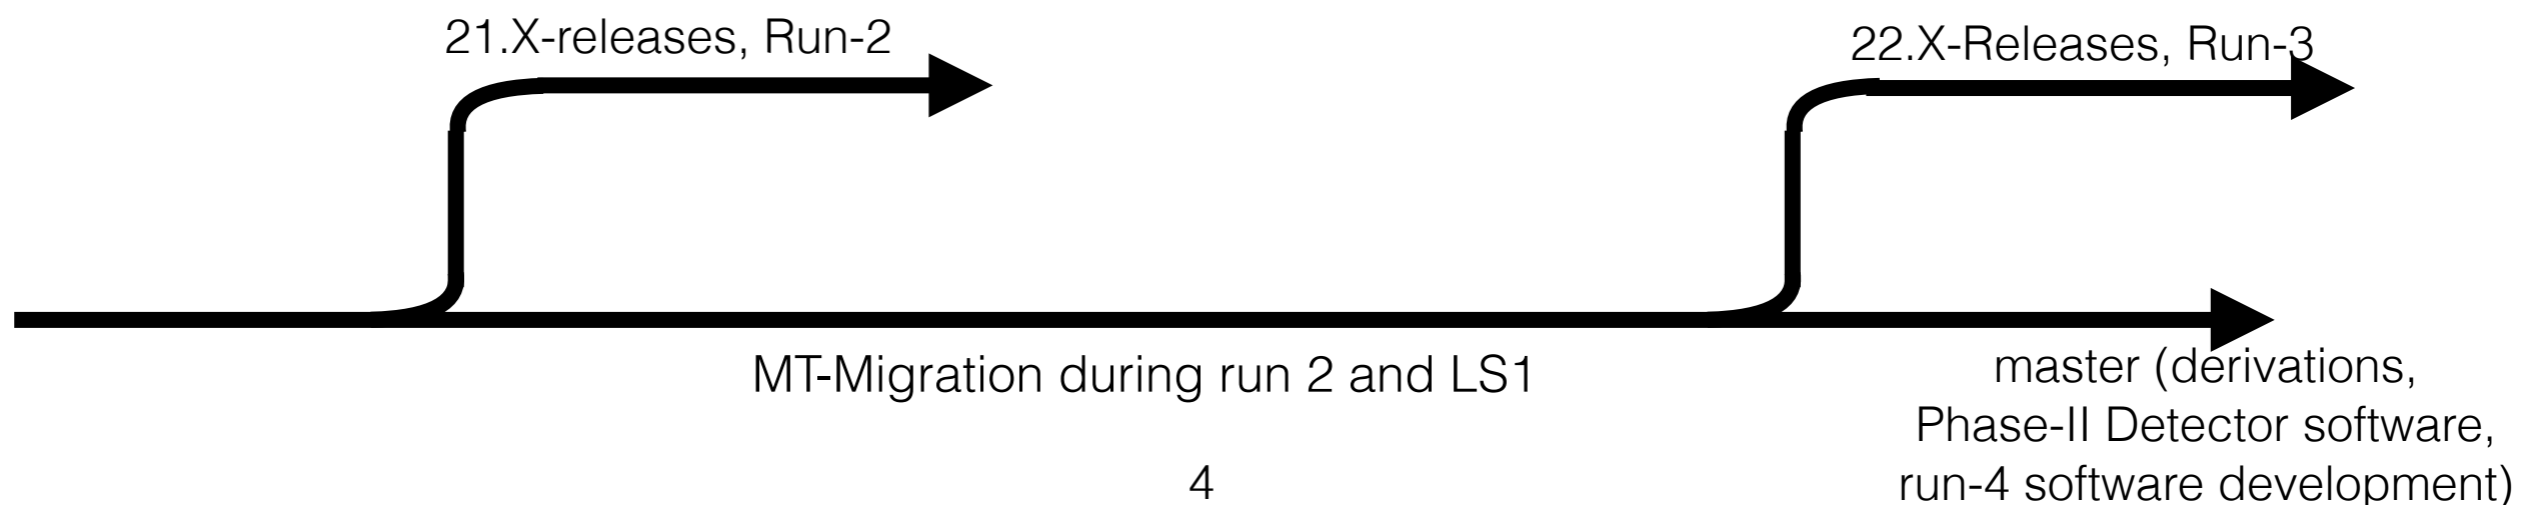 21.X-releases, Run-2
22.X-Releases, Run-3
MT-Migration during run 2 and LS1
master (derivations,
Phase-II Detector software,
run-4 software development)
4